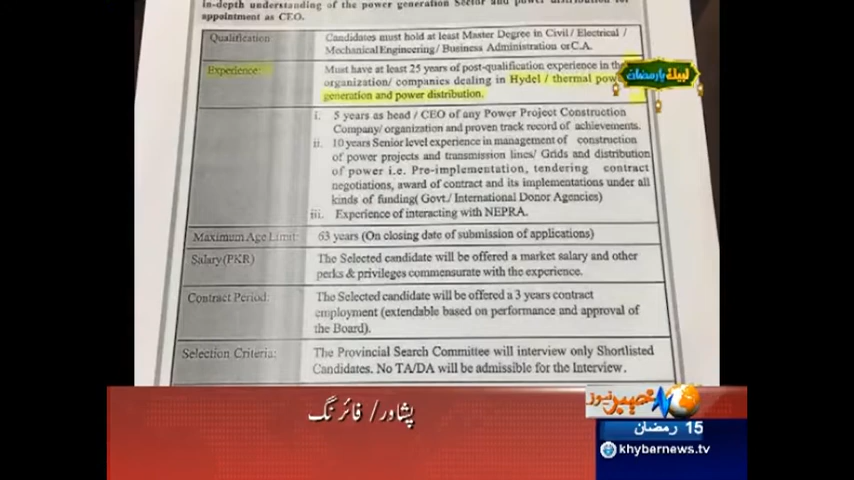 in-depth understanding of the power generation Sector and power distribution for
appointment as CEO.
Qualification
Candidates must hold at least Master Degree in Civil / Electrical /
Mechanical Engineering/ Business Administration or C.A.
Experience:
Must have at least 25 years of post-qualification experience in the
organization/ companies dealing in Hydel / thermal power
generation and power distribution.
i. 5 years as head / CEO of any Power Project Construction
Company/ organization and proven track record of achievements.
ii. 10 years Senior level experience in management of construction
of power projects and transmission lines/ Grids and distribution
of power i.e. Pre-implementation, tendering contract
negotiations, award of contract and its implementations under all
kinds of funding( Govt./ International Donor Agencies)
iii. Experience of interacting with NEPRA.
Maximum Age Limit:
63 years (On closing date of submission of applications)
Salary(PKR)
The Selected candidate will be offered a market salary and other
perks & privileges commensurate with the experience.
Contract Period:
The Selected candidate will be offered a 3 years contract
employment (extendable based on performance and approval of
the Board).
Selection Criteria:
The Provincial Search Committee will interview only Shortlisted
Candidates. No TA/DA will be admissible for the Interview.
لبیک یا رمضان
پشاور/ فائرنگ
خیبر نیوز
15 رمضان
khybernews.tv